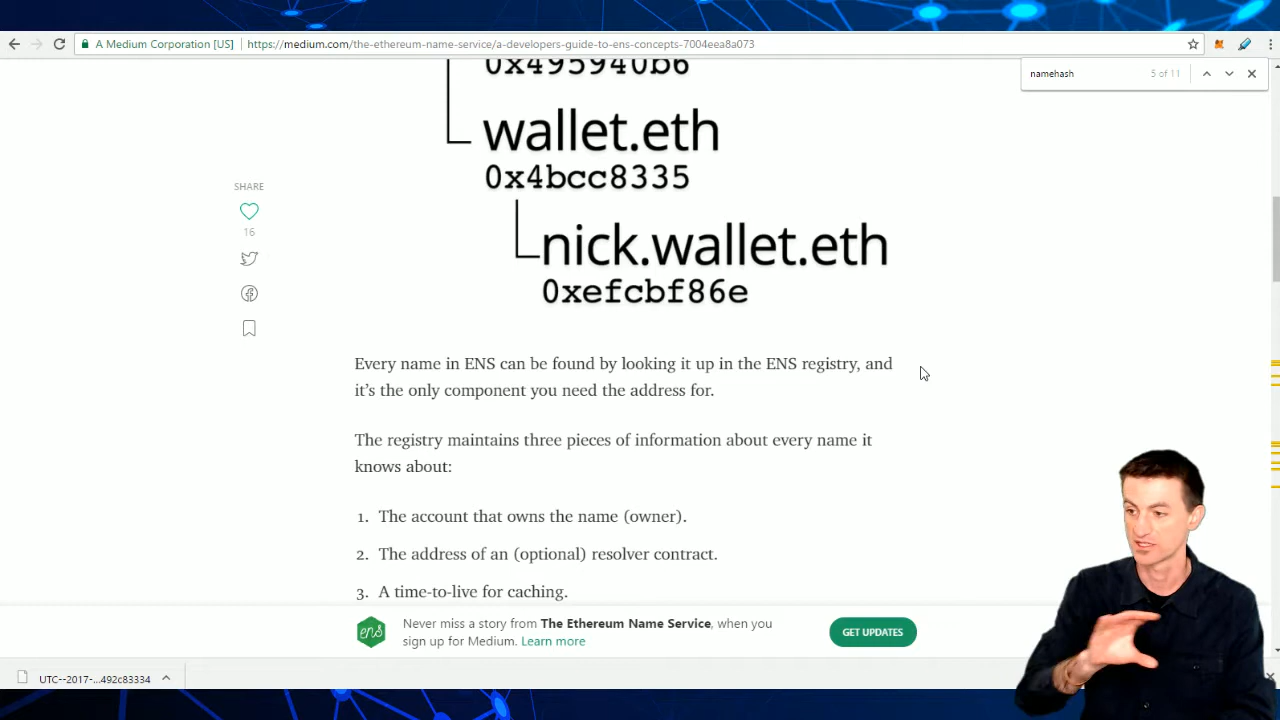 A Medium Corporation [US]
https://medium.com/the-ethereum-name-service/a-developers-guide-to-ens-concepts-7004eea8a073
namehash
5 of 11
0x495940b6
wallet.eth
0x4bcc8335
nick.wallet.eth
0xefcbf86e
SHARE
16
Every name in ENS can be found by looking it up in the ENS registry, and
it’s the only component you need the address for.
The registry maintains three pieces of information about every name it
knows about:
1. The account that owns the name (owner).
2. The address of an (optional) resolver contract.
3. A time-to-live for caching.
ens
Never miss a story from The Ethereum Name Service, when you
sign up for Medium. Learn more
GET UPDATES
UTC--2017-...492c83334